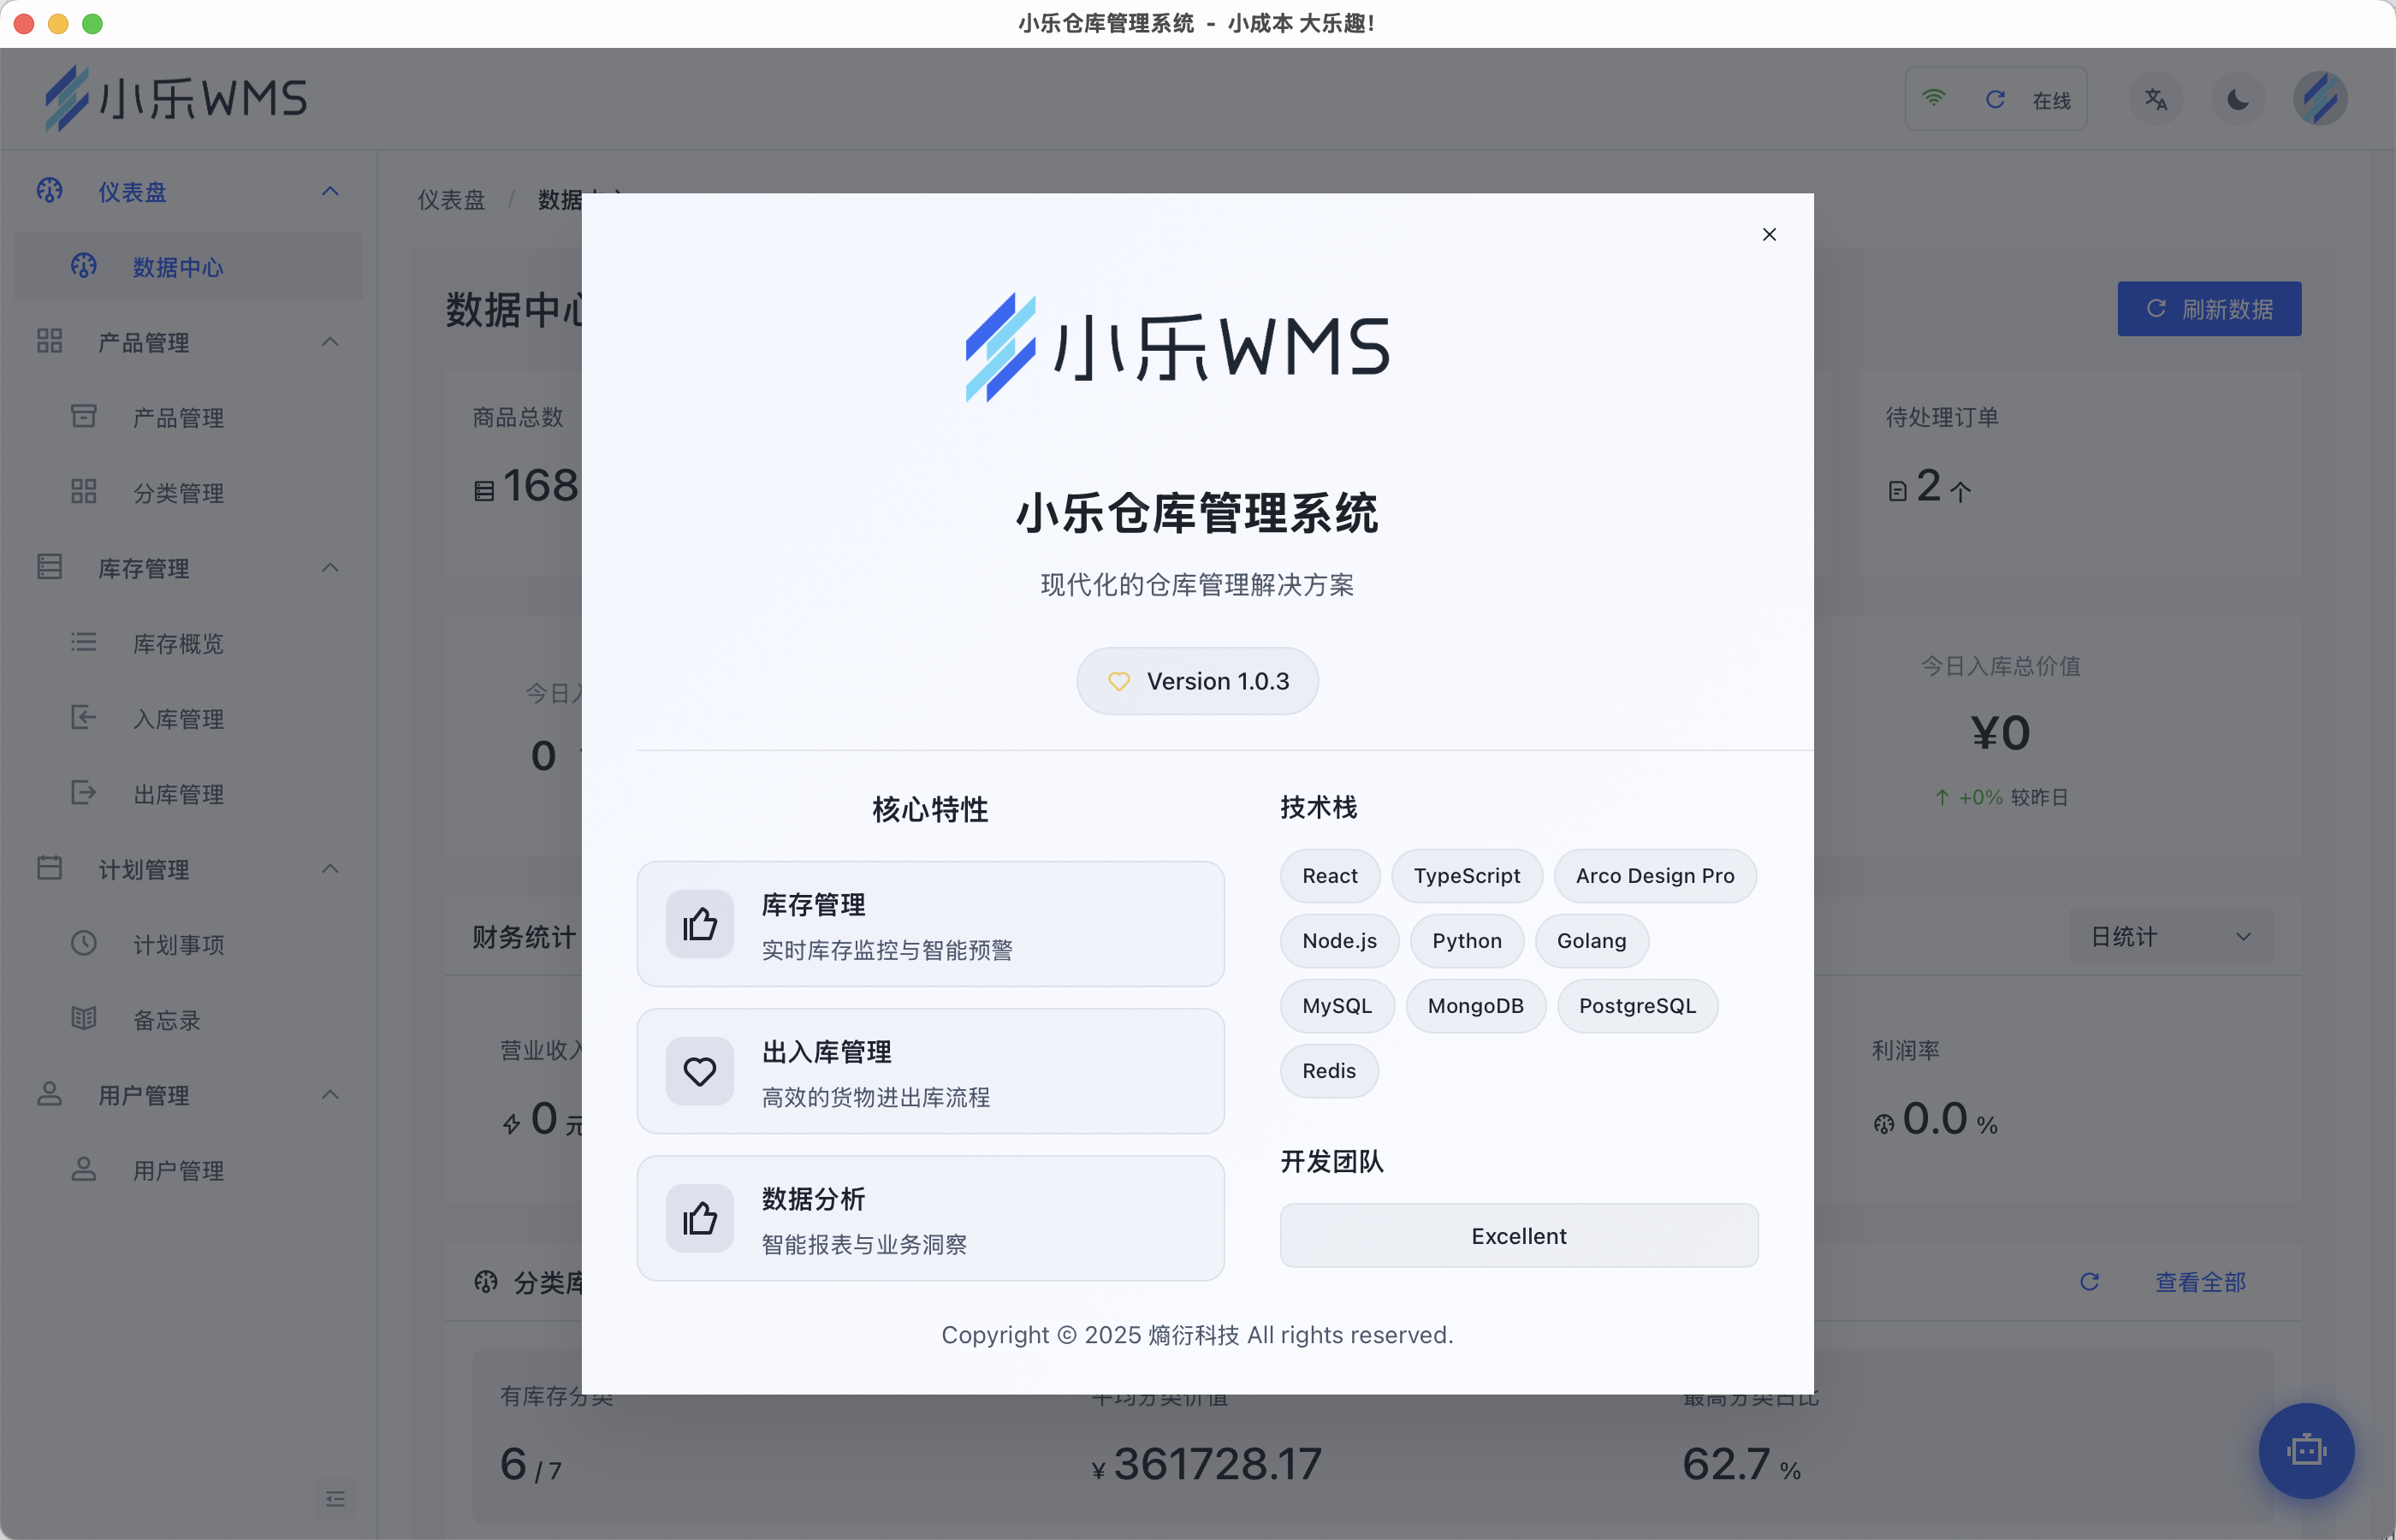 小乐仓库管理系统 - 小成本 大乐趣!
小乐WMS
在线
仪表盘
数据中心
产品管理
产品管理
分类管理
库存管理
库存概览
入库管理
出库管理
计划管理
计划事项
备忘录
用户管理
用户管理
仪表盘 / 数据
数据中心
刷新数据
商品总数
168
待处理订单
2 个
今日入
0
今日入库总价值
¥0
+0% 较昨日
财务统计
日统计
营业收入
0 元
利润率
0.0 %
分类库
查看全部
有库存分类
6 / 7
平均分类价值
¥ 361728.17
最高分类占比
62.7 %
小乐WMS
小乐仓库管理系统
现代化的仓库管理解决方案
Version 1.0.3
核心特性
库存管理
实时库存监控与智能预警
出入库管理
高效的货物进出库流程
数据分析
智能报表与业务洞察
技术栈
React TypeScript Arco Design Pro
Node.js Python Golang
MySQL MongoDB PostgreSQL
Redis
开发团队
Excellent
Copyright © 2025 熵衍科技 All rights reserved.